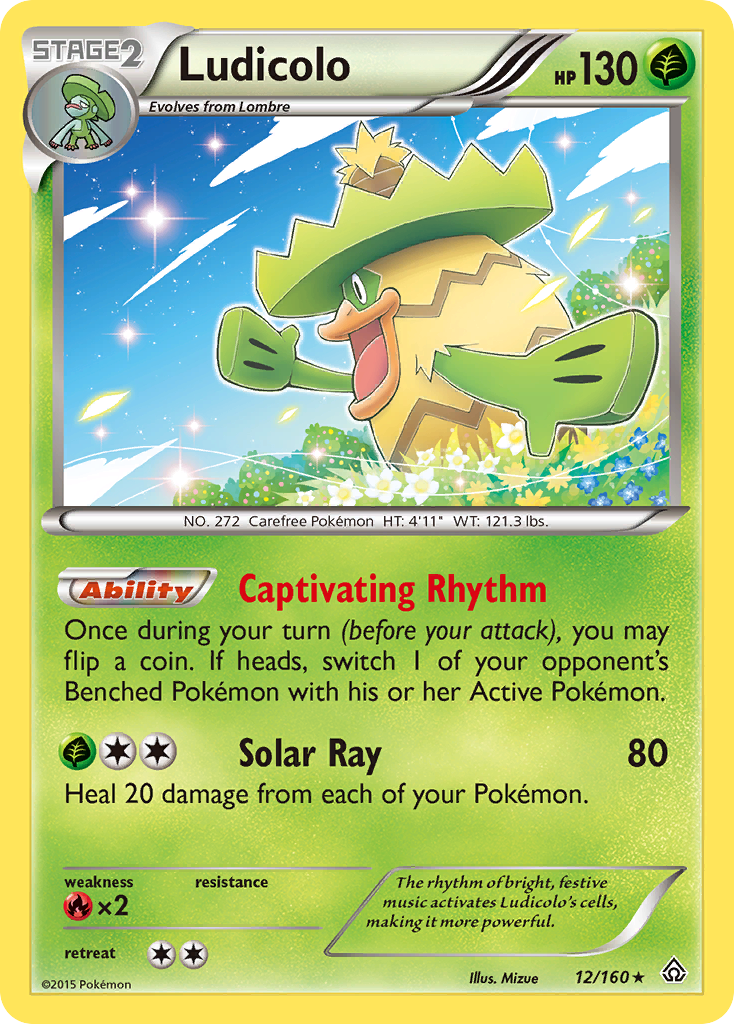 STAGE2 Ludicolo HP130
Evolves from Lombre
NO. 272 Carefree Pokémon HT: 4'11" WT: 121.3 lbs.
Ability Captivating Rhythm
Once during your turn (before your attack), you may
flip a coin. If heads, switch 1 of your opponent's
Benched Pokémon with his or her Active Pokémon.
Solar Ray 80
Heal 20 damage from each of your Pokémon.
weakness resistance
×2
retreat
The rhythm of bright, festive
music activates Ludicolo's cells,
making it more powerful.
©2015 Pokémon Illus. Mizue 12/160★